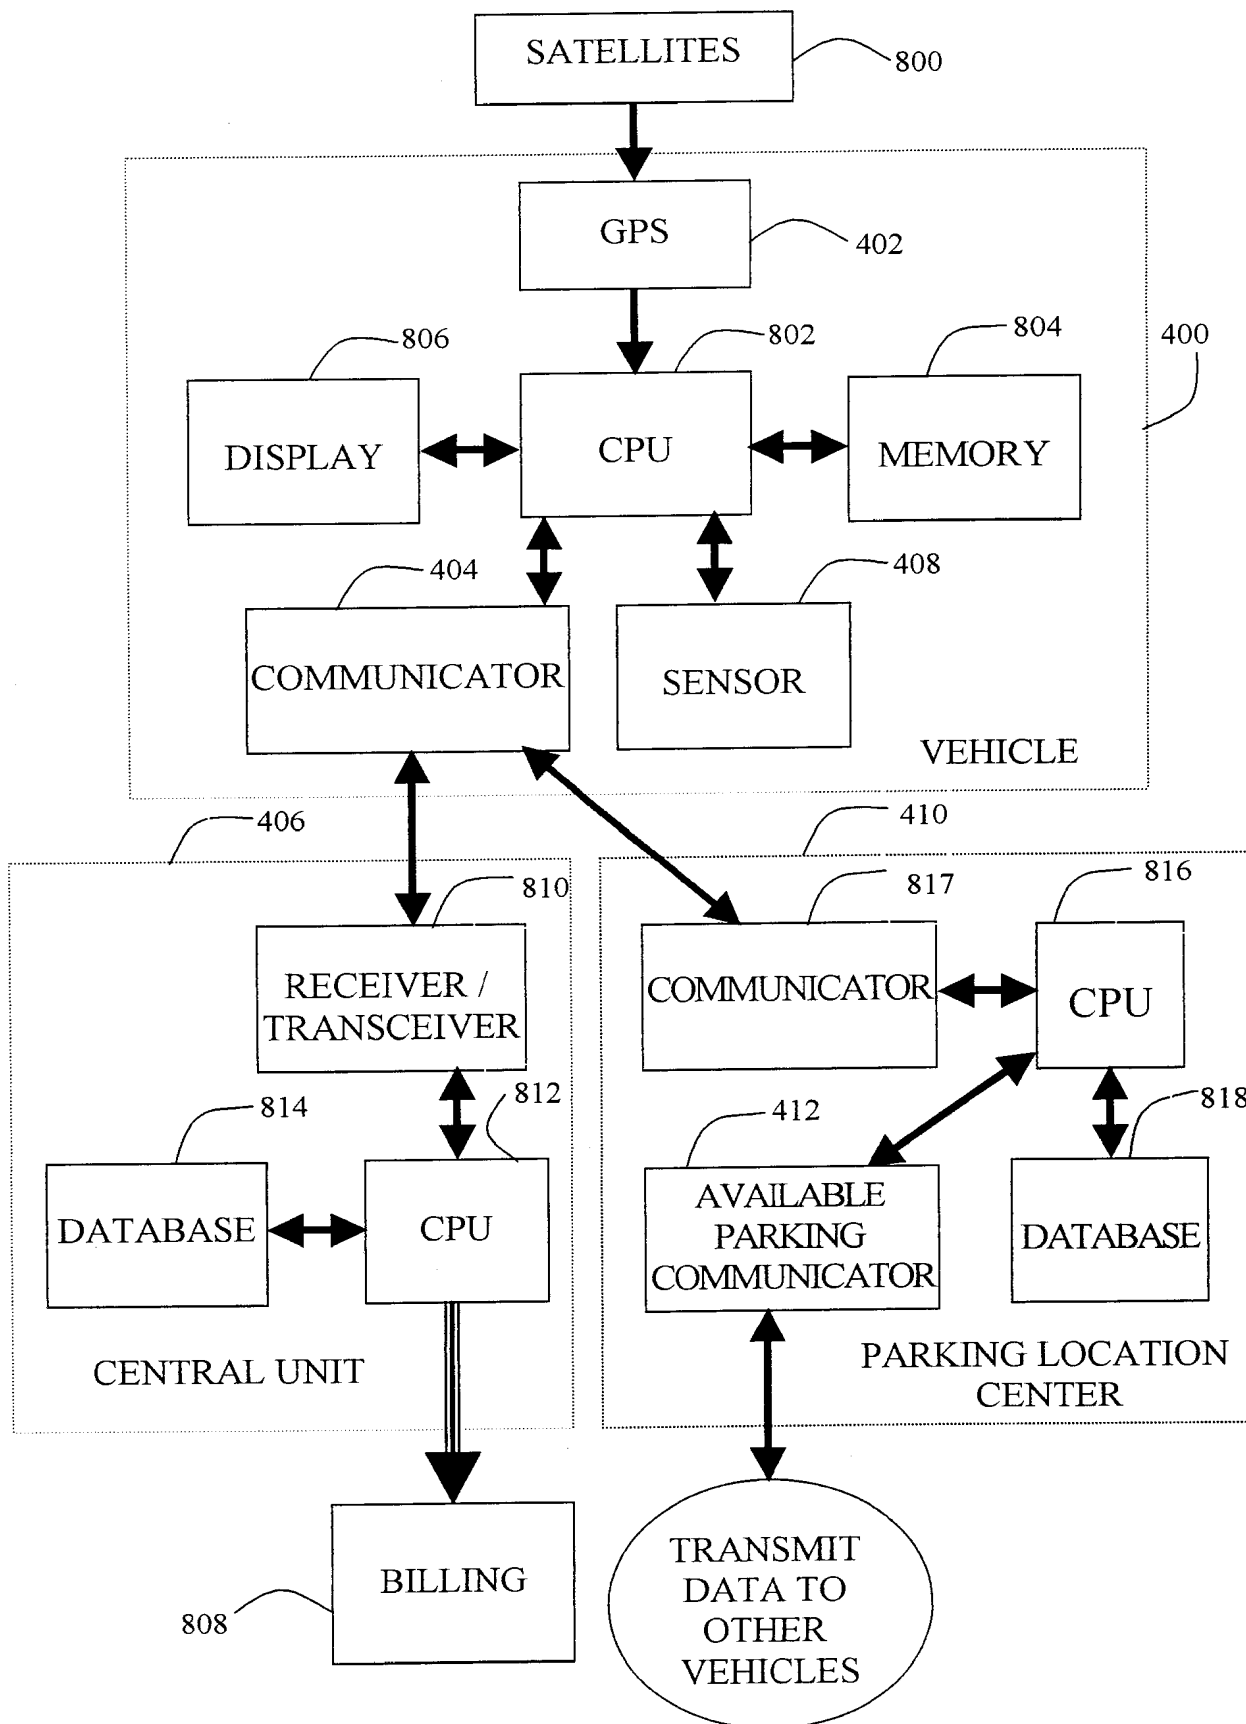 SATELLITES
800
GPS
402
806
802
804
400
DISPLAY
CPU
MEMORY
404
408
COMMUNICATOR
SENSOR
VEHICLE
406
410
810
817
816
RECEIVER /
TRANSCEIVER
COMMUNICATOR
CPU
814
812
412
818
DATABASE
CPU
AVAILABLE
PARKING
COMMUNICATOR
DATABASE
CENTRAL UNIT
PARKING LOCATION
CENTER
BILLING
808
TRANSMIT
DATA TO
OTHER
VEHICLES